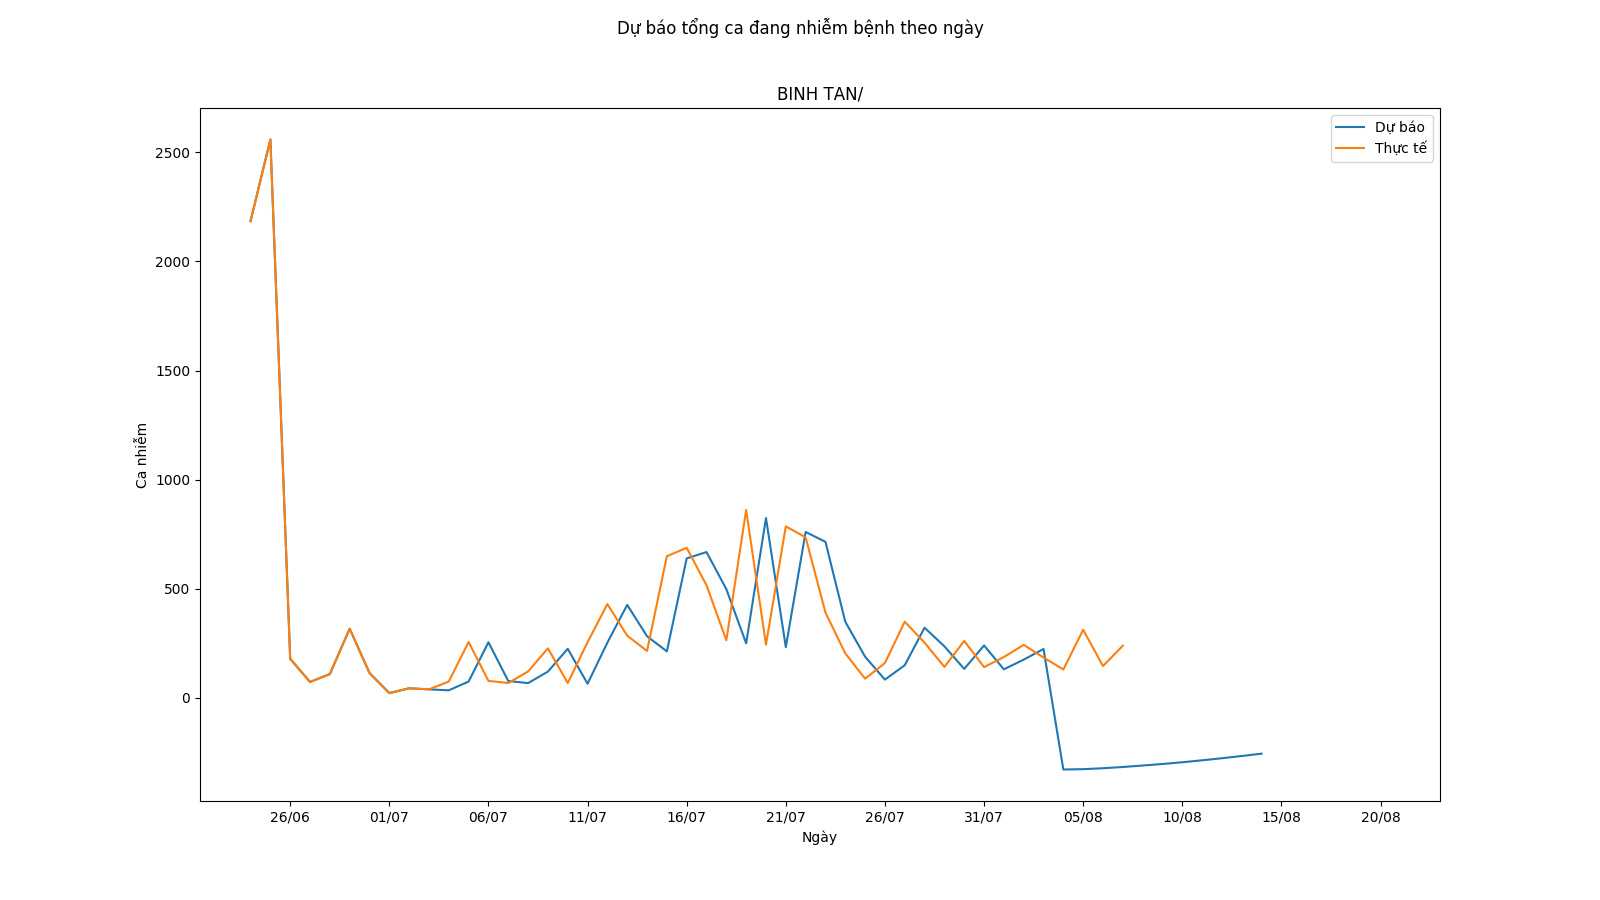 Dự báo tổng ca đang nhiễm bệnh theo ngày
BINH TAN/
Dự báo
Thực tế
2500
2000
1500
1000
500
0
Ca nhiễm
26/06 01/07 06/07 11/07 16/07 21/07 26/07 31/07 05/08 10/08 15/08 20/08
Ngày